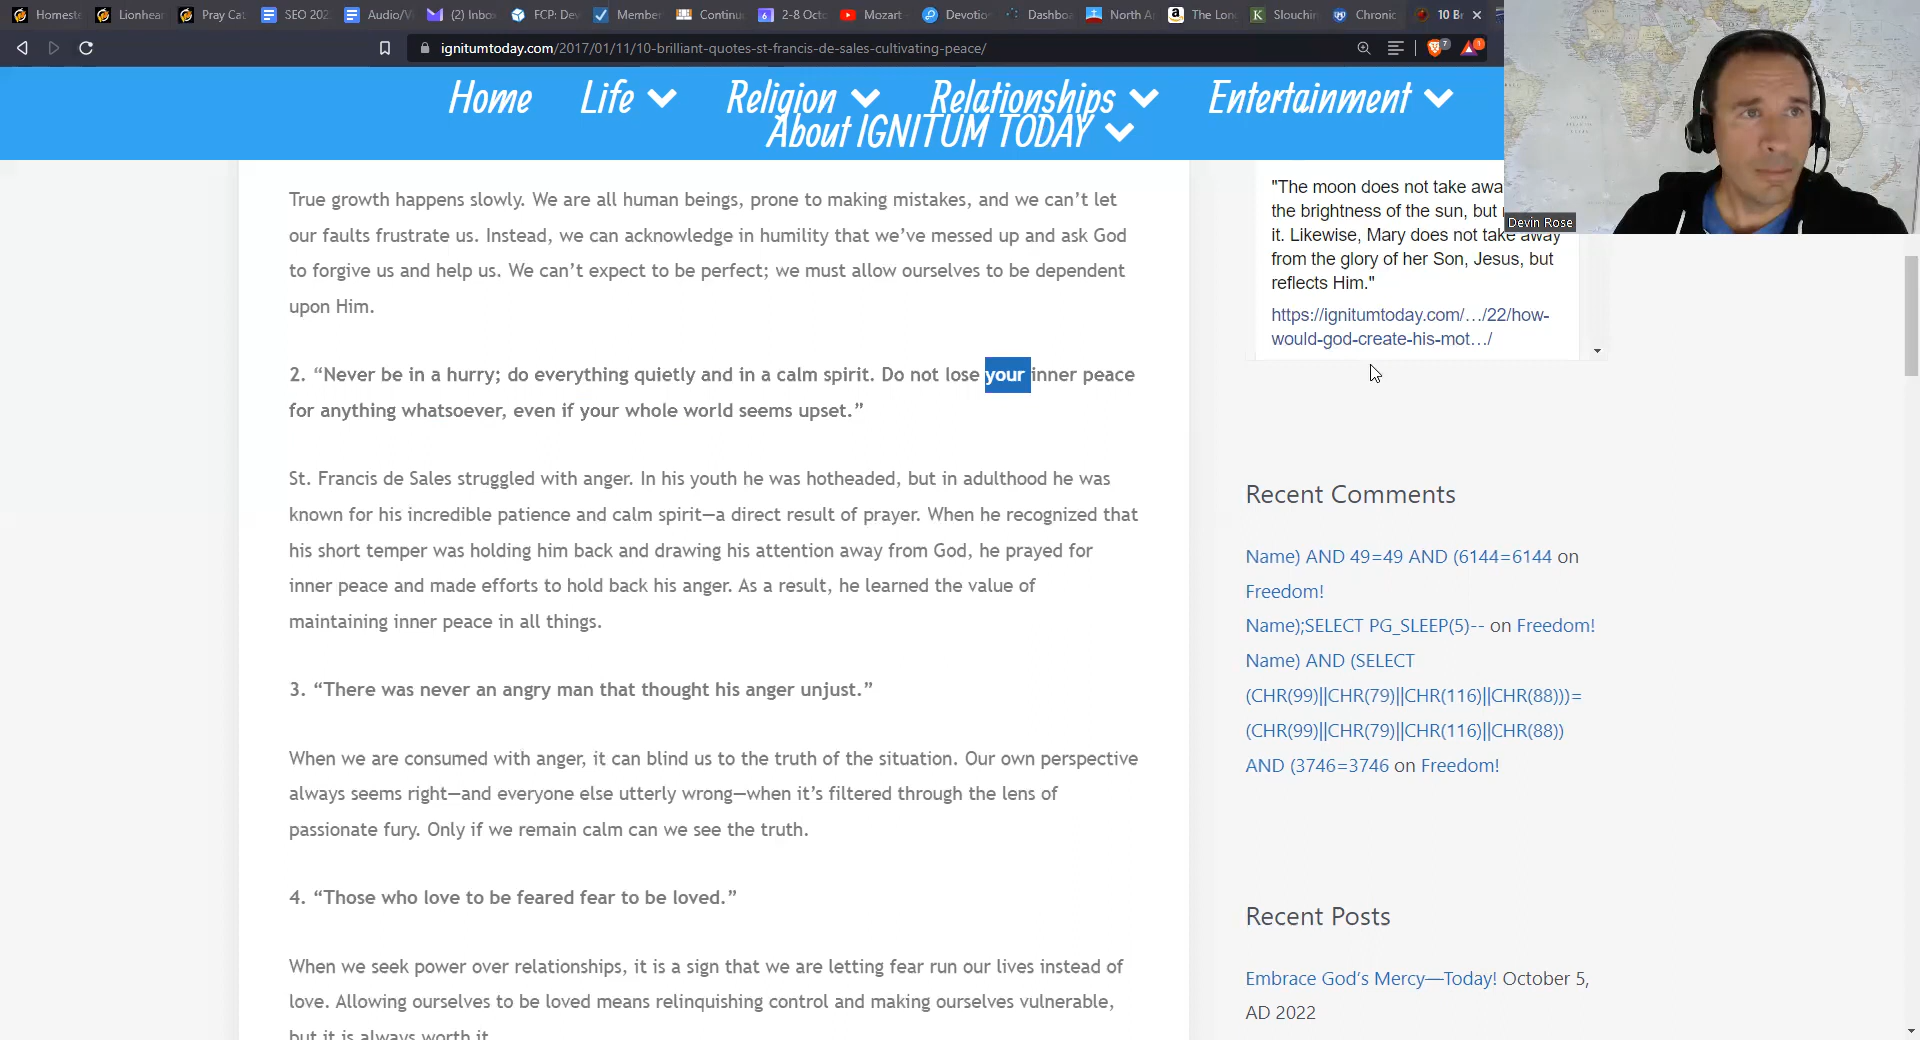 Homeste
Lionhear
Pray Cat
SEO 202
Audio/V
(2) Inbo
FCP: Dev
Member
Continu
2-8 Octo
Mozart -
Devotio
Dashboa
North A
The Lon
Slouchin
Chronic
10 Br
ignitumtoday.com/2017/01/11/10-brilliant-quotes-st-francis-de-sales-cultivating-peace/
Home Life Religion Relationships Entertainment
About IGNITUM TODAY
True growth happens slowly. We are all human beings, prone to making mistakes, and we can’t let
our faults frustrate us. Instead, we can acknowledge in humility that we’ve messed up and ask God
to forgive us and help us. We can’t expect to be perfect; we must allow ourselves to be dependent
upon Him.
2. “Never be in a hurry; do everything quietly and in a calm spirit. Do not lose your inner peace
for anything whatsoever, even if your whole world seems upset.”
St. Francis de Sales struggled with anger. In his youth he was hotheaded, but in adulthood he was
known for his incredible patience and calm spirit—a direct result of prayer. When he recognized that
his short temper was holding him back and drawing his attention away from God, he prayed for
inner peace and made efforts to hold back his anger. As a result, he learned the value of
maintaining inner peace in all things.
3. “There was never an angry man that thought his anger unjust.”
When we are consumed with anger, it can blind us to the truth of the situation. Our own perspective
always seems right—and everyone else utterly wrong—when it’s filtered through the lens of
passionate fury. Only if we remain calm can we see the truth.
4. “Those who love to be feared fear to be loved.”
When we seek power over relationships, it is a sign that we are letting fear run our lives instead of
love. Allowing ourselves to be loved means relinquishing control and making ourselves vulnerable,
but it is always worth it.
"The moon does not take awa
the brightness of the sun, but
it. Likewise, Mary does not take away
from the glory of her Son, Jesus, but
reflects Him."
https://ignitumtoday.com/…/22/how-
would-god-create-his-mot…/
Devin Rose
Recent Comments
Name) AND 49=49 AND (6144=6144 on
Freedom!
Name);SELECT PG_SLEEP(5)-- on Freedom!
Name) AND (SELECT
(CHR(99)||CHR(79)||CHR(116)||CHR(88)))=
(CHR(99)||CHR(79)||CHR(116)||CHR(88))
AND (3746=3746 on Freedom!
Recent Posts
Embrace God’s Mercy—Today! October 5,
AD 2022